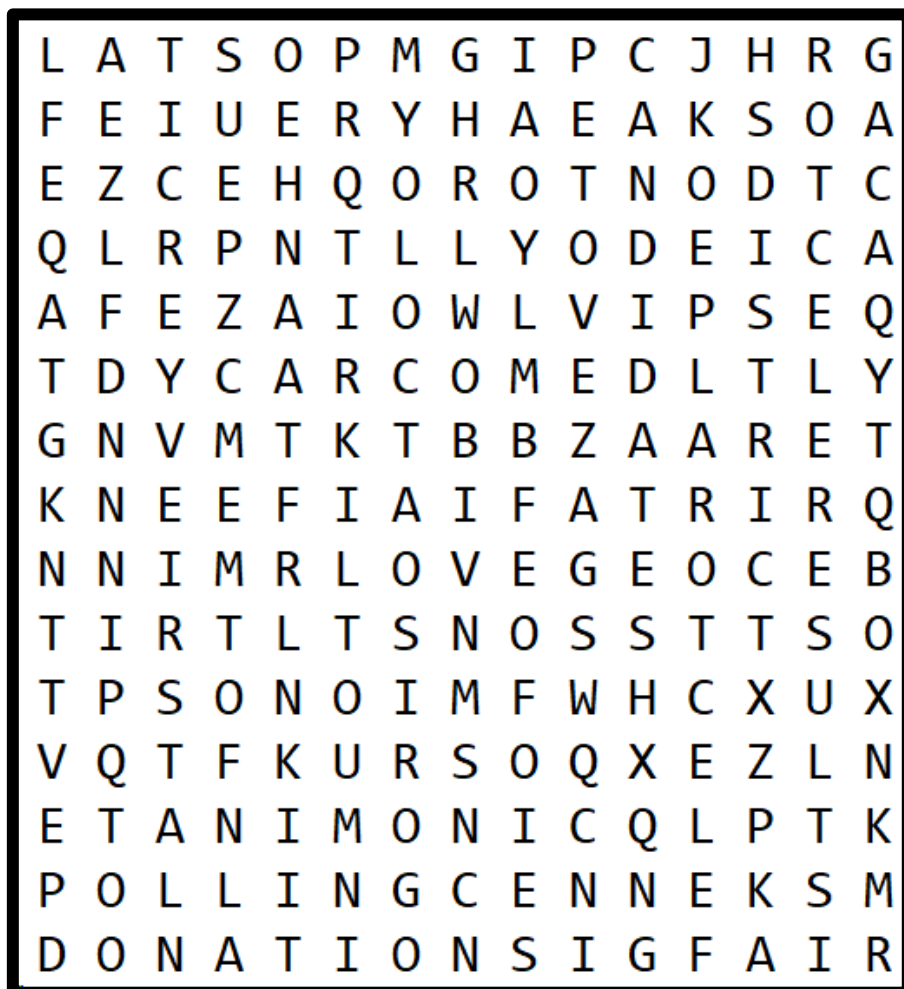 L A T S O P M G I P C J H R G
F E I U E R Y H A E A K S O A
E Z C E H Q O R O T N O D T C
Q L R P N T L L Y O D E I C A
A F E Z A I O W L V I P S E Q
T D Y C A R C O M E D L T L Y
G N V M T K T B B Z A A R E T
K N E E F I A I F A T R I R Q
N N I M R L O V E G E O C E B
T I R T L T S N O S S T T S O
T P S O N O I M F W H C X U X
V Q T F K U R S O Q X E Z L N
E T A N I M O N I C Q L P T K
P O L L I N G C E N N E K S M
D O N A T I O N S I G F A I R